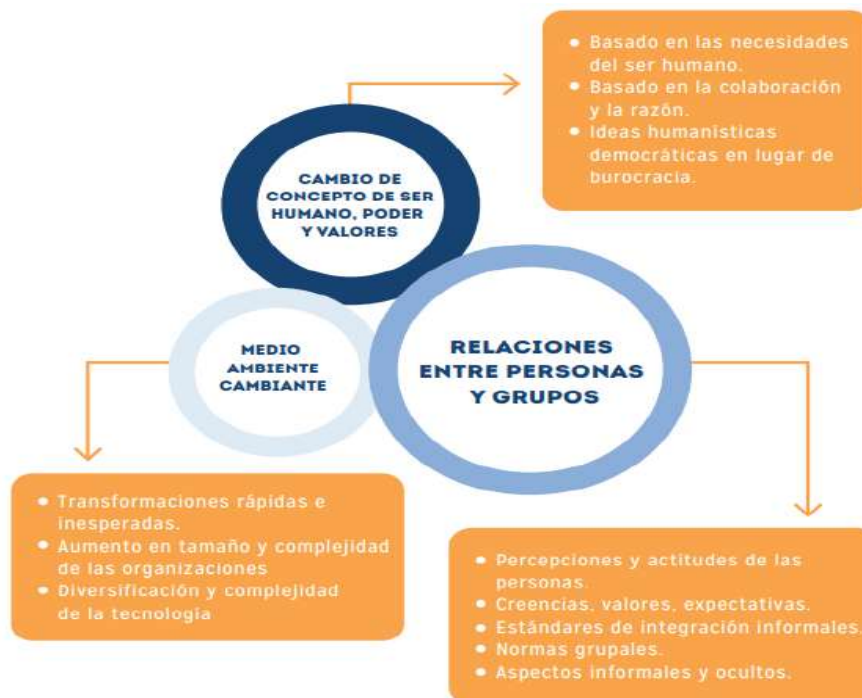 • Basado en las necesidades
del ser humano.
• Basado en la colaboración
y la razón.
• Ideas humanísticas
democráticas en lugar de
burocracia.
CAMBIO DE
CONCEPTO DE SER
HUMANO, PODER
Y VALORES
MEDIO
AMBIENTE
CAMBIANTE
RELACIONES
ENTRE PERSONAS
Y GRUPOS
• Transformaciones rápidas e
inesperadas.
• Aumento en tamaño y complejidad
de las organizaciones
• Diversificación y complejidad
de la tecnología
• Percepciones y actitudes de las
personas.
• Creencias, valores, expectativas.
• Estándares de integración informales.
• Normas grupales.
• Aspectos informales y ocultos.